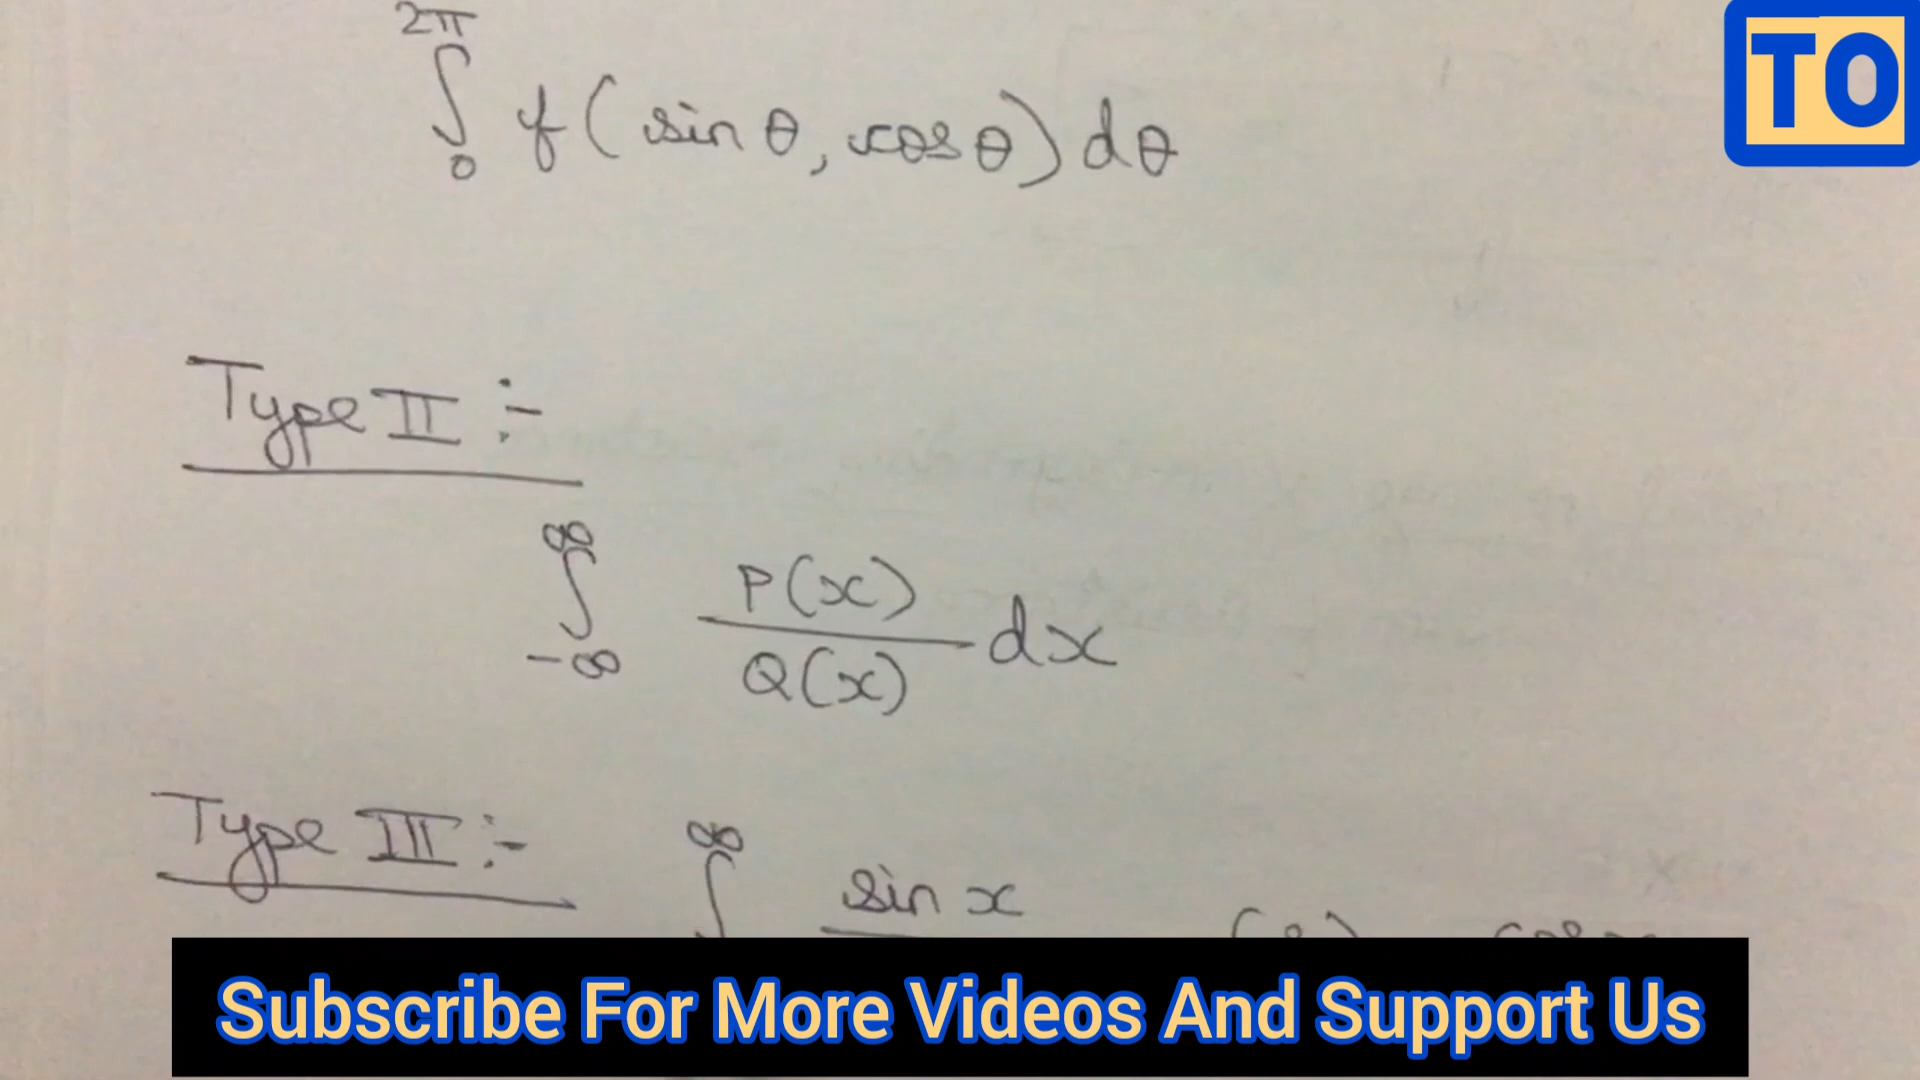 TO
∫₀^2π f(sin θ, cos θ) dθ
Type II :-
∫₋∞^∞ P(x)/Q(x) dx
Type III :- ∫^∞ sin x
Subscribe For More Videos And Support Us